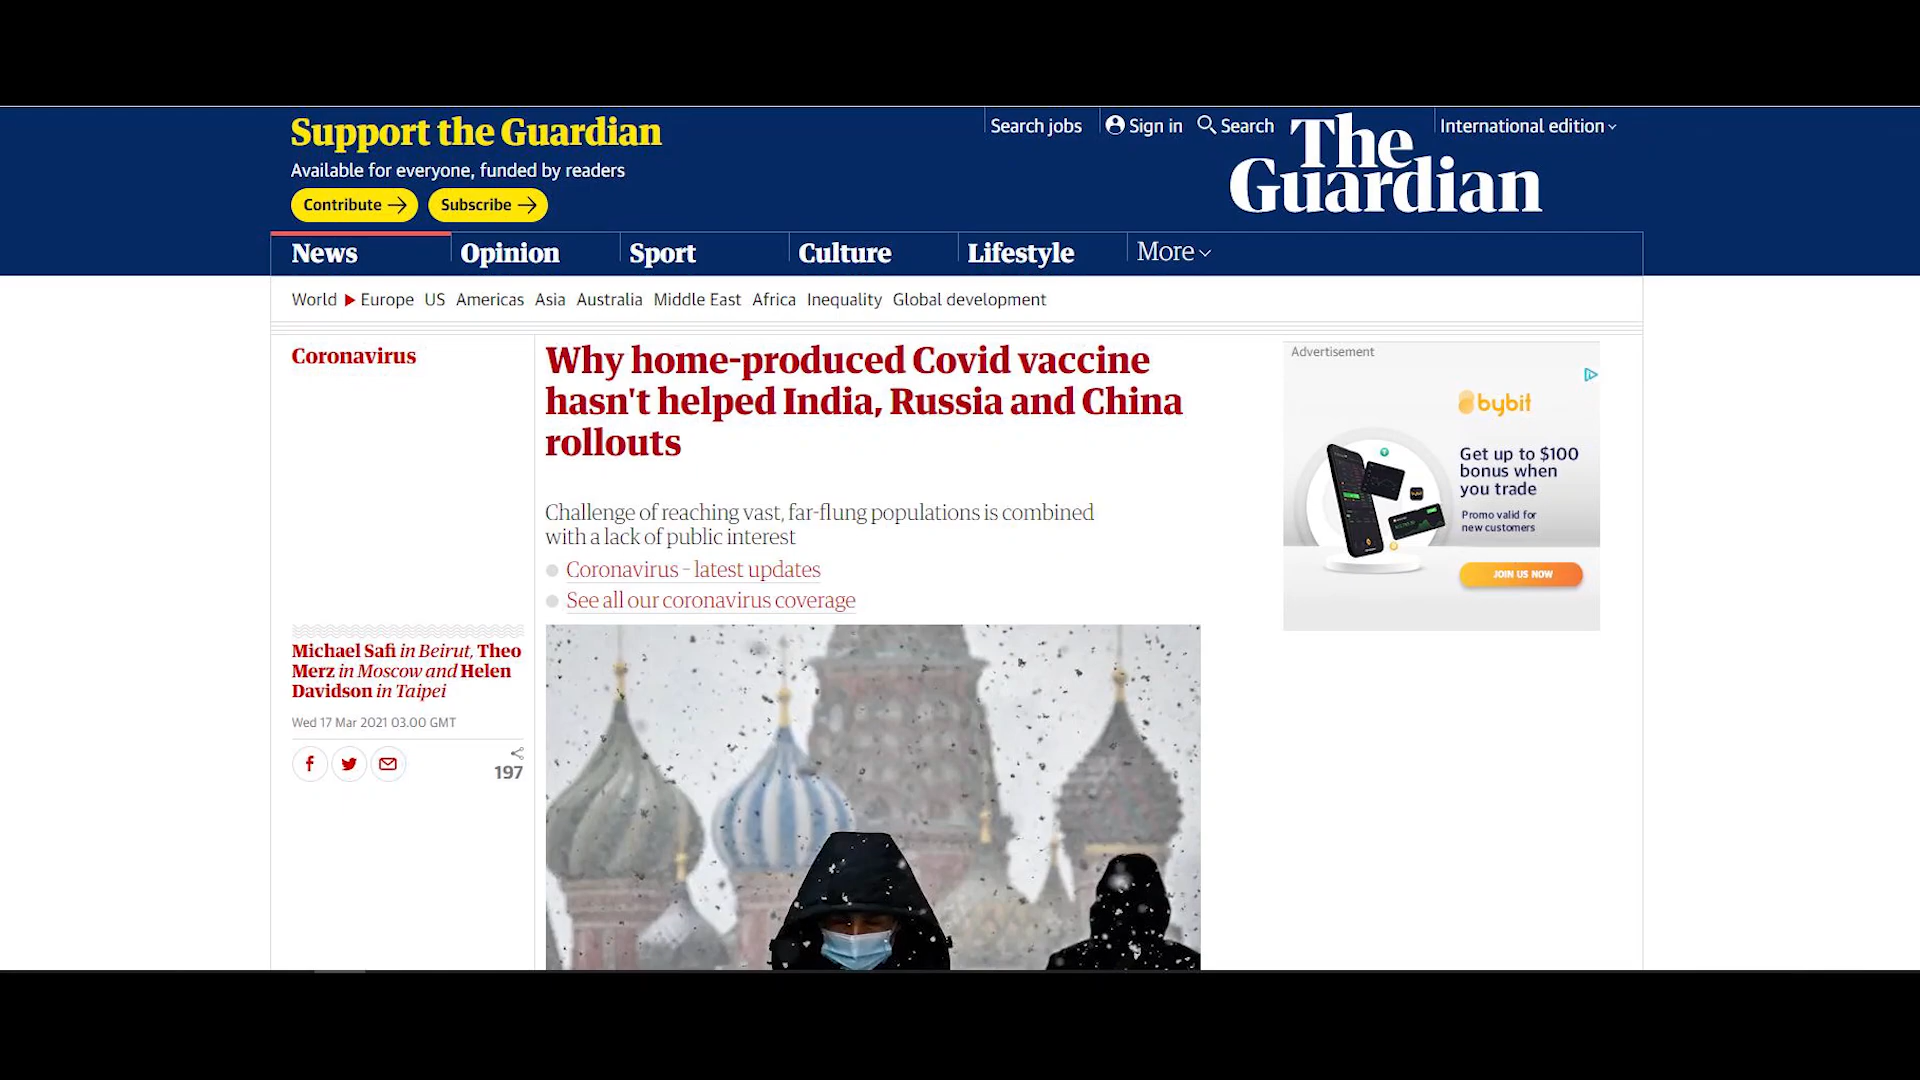 Support the Guardian
Available for everyone, funded by readers
Contribute
Subscribe
Search jobs
Sign in
Search
International edition
The
Guardian
News
Opinion
Sport
Culture
Lifestyle
More
World Europe US Americas Asia Australia Middle East Africa Inequality Global development
Coronavirus
Why home-produced Covid vaccine
hasn't helped India, Russia and China
rollouts
Challenge of reaching vast, far-flung populations is combined
with a lack of public interest
Coronavirus – latest updates
See all our coronavirus coverage
Michael Safi in Beirut, Theo
Merz in Moscow and Helen
Davidson in Taipei
Wed 17 Mar 2021 03.00 GMT
197
Advertisement
bybit
Get up to $100
bonus when
you trade
Promo valid for
new customers
JOIN US NOW